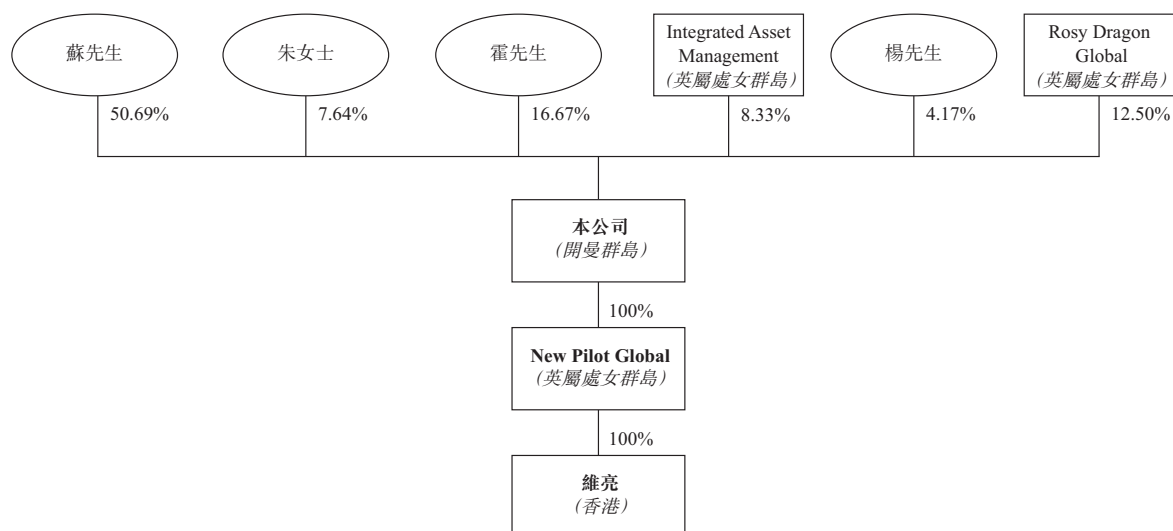 蘇先生
朱女士
霍先生
Integrated Asset
Management
(英屬處女群島)
楊先生
Rosy Dragon
Global
(英屬處女群島)
50.69%
7.64%
16.67%
8.33%
4.17%
12.50%
本公司
(開曼群島)
100%
New Pilot Global
(英屬處女群島)
100%
維亮
(香港)